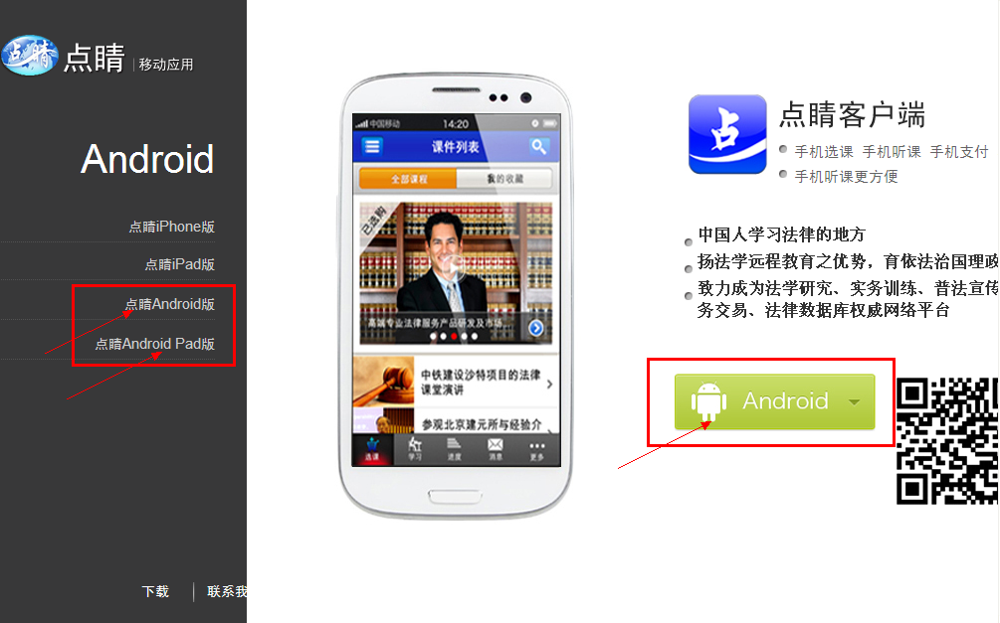 点睛
点睛 | 移动应用
Android
点睛iPhone版
点睛iPad版
点睛Android版
点睛Android Pad版
下载
联系我
中国移动 14:20
课件列表
全部课程 我的收藏
已选购
高端专业法律服务产品研发及市场
中铁建设沙特项目的法律
课堂演讲
参观北京建元所与经验介
选课 学习 进度 消息 更多
点
点睛客户端
手机选课 手机听课 手机支付
手机听课更方便
中国人学习法律的地方
扬法学远程教育之优势，育依法治国理政
致力成为法学研究、实务训练、普法宣传
务交易、法律数据库权威网络平台
Android